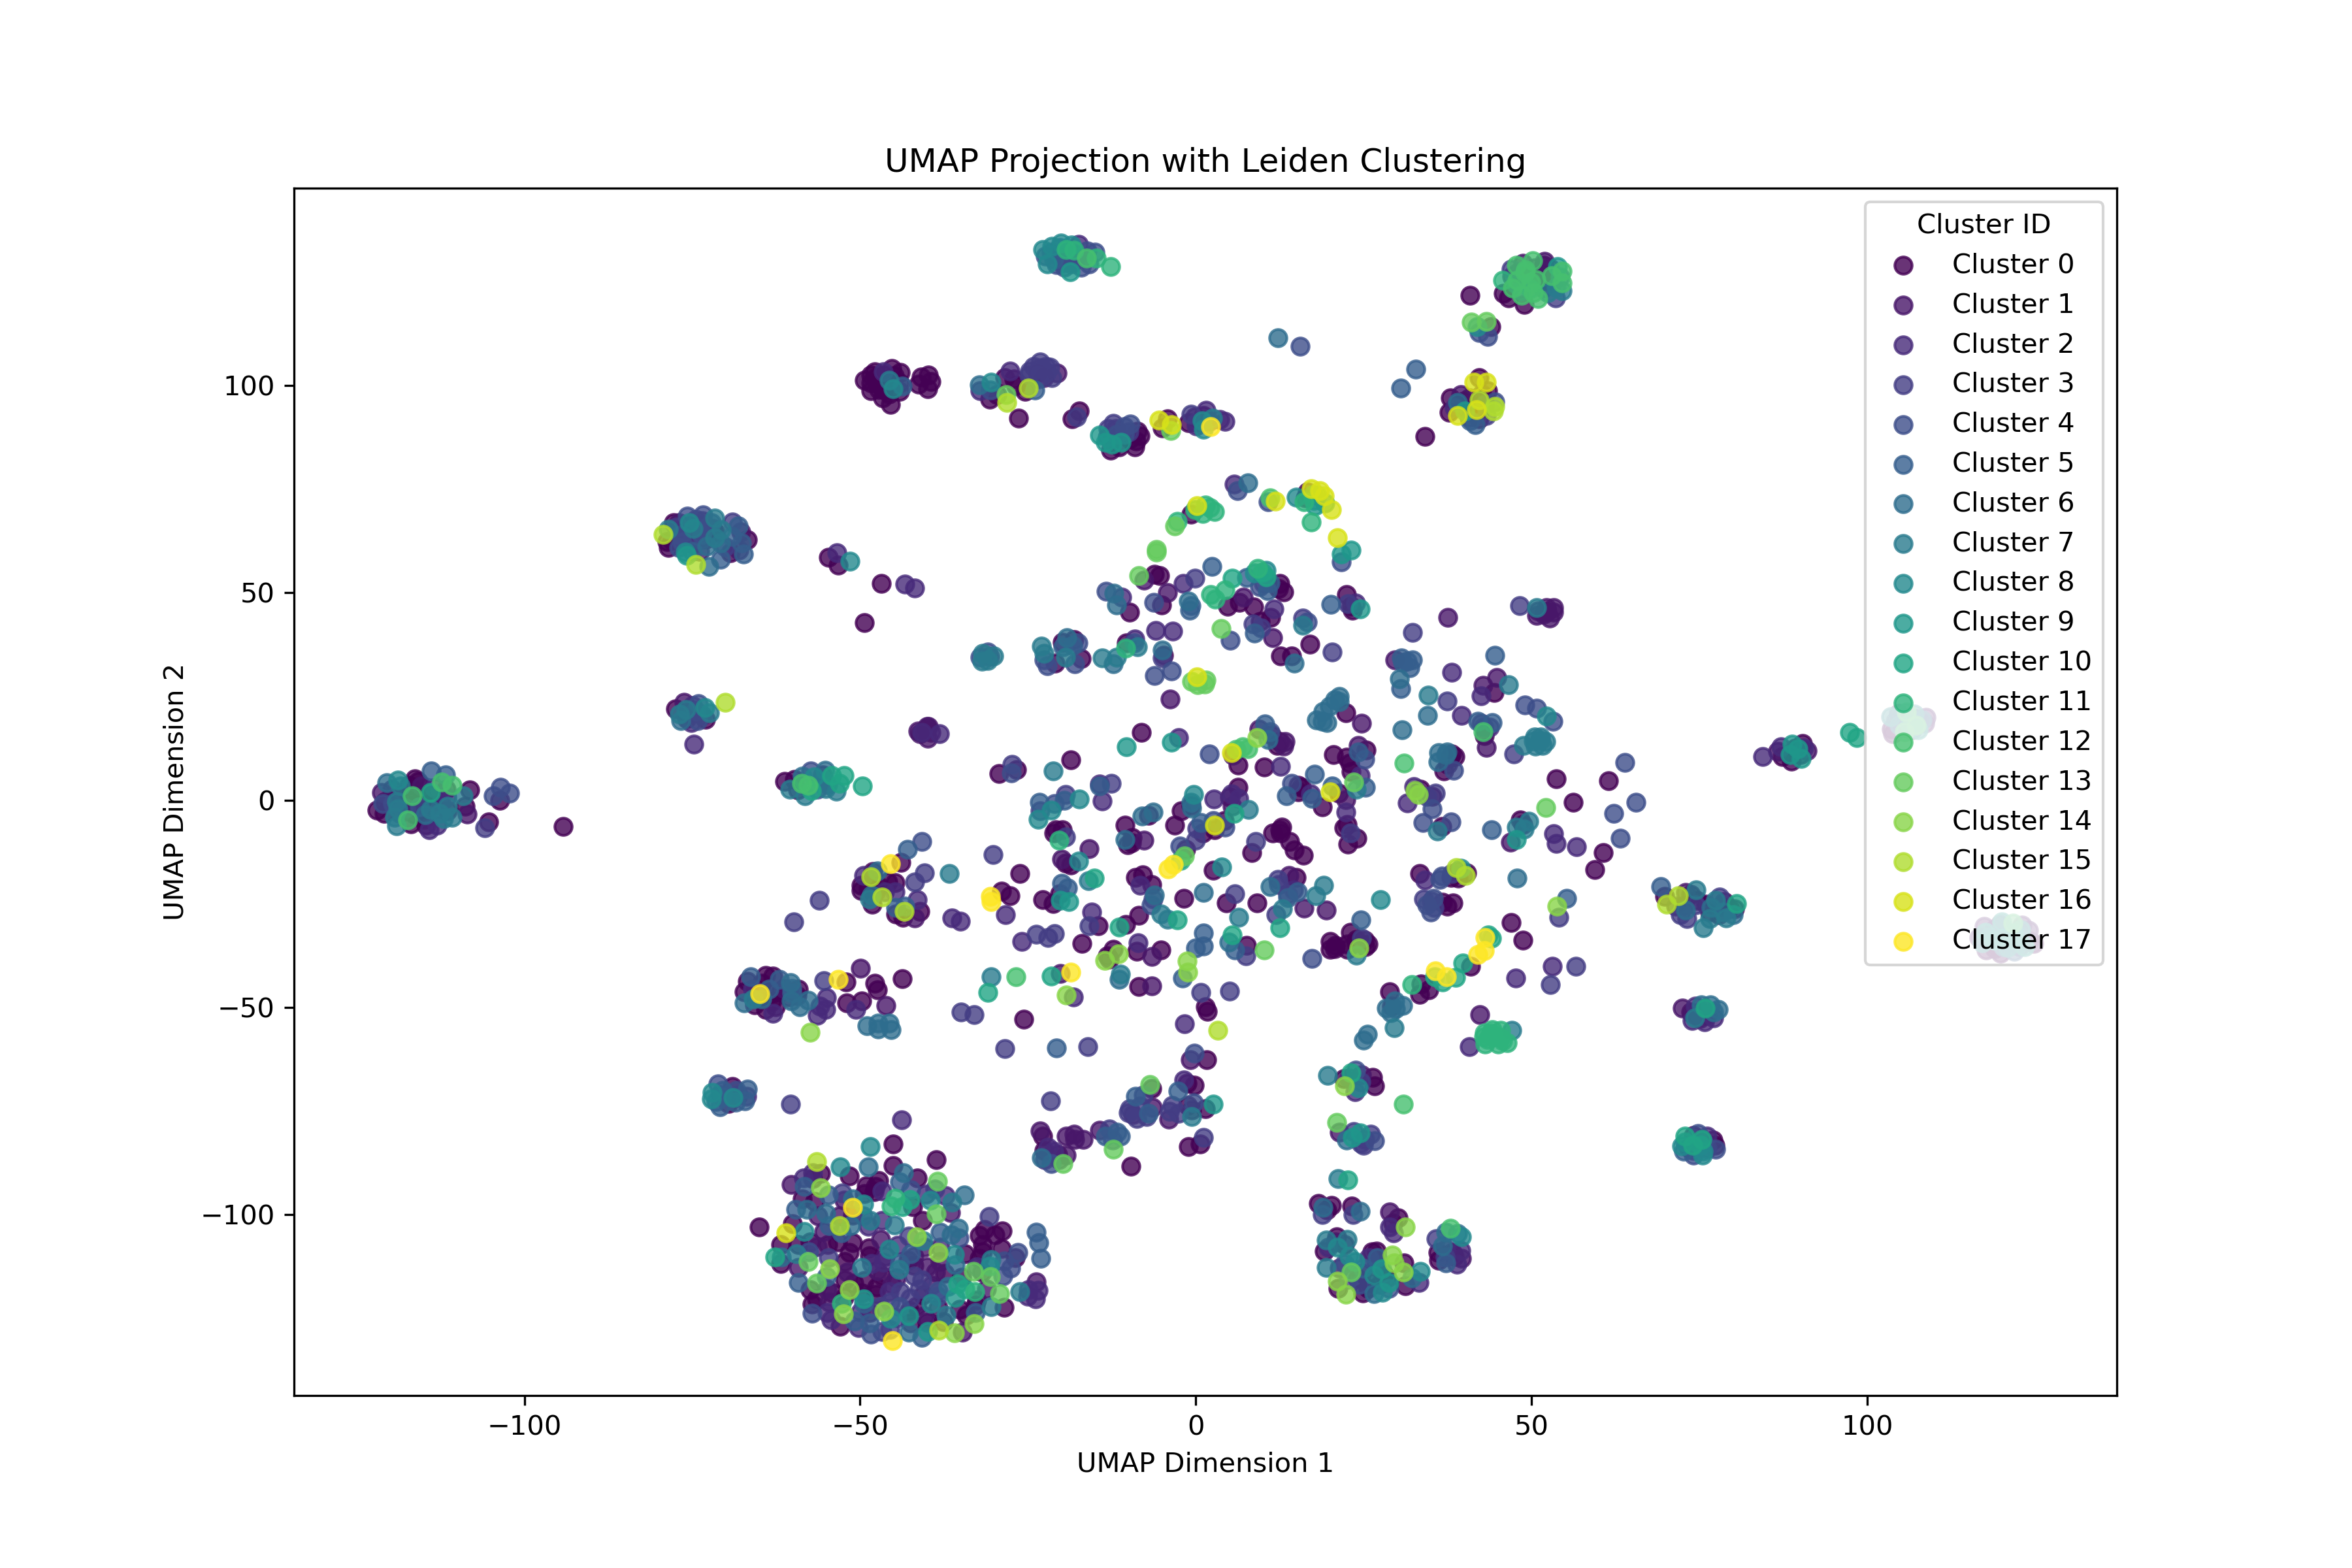 UMAP Projection with Leiden Clustering
Cluster ID
Cluster 0
Cluster 1
Cluster 2
Cluster 3
Cluster 4
Cluster 5
Cluster 6
Cluster 7
Cluster 8
Cluster 9
Cluster 10
Cluster 11
Cluster 12
Cluster 13
Cluster 14
Cluster 15
Cluster 16
Cluster 17
UMAP Dimension 2
100
50
0
−50
−100
−100
−50
0
50
100
UMAP Dimension 1